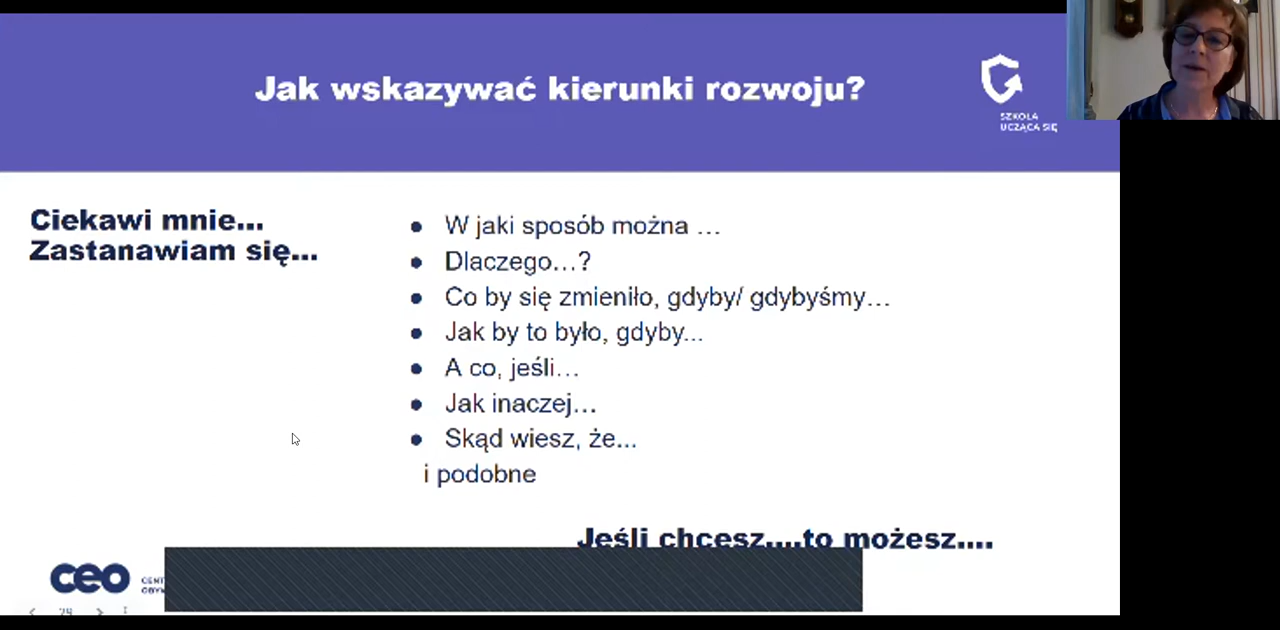 Jak wskazywać kierunki rozwoju?
SZKOŁA
UCZĄCA SIĘ
Ciekawi mnie...
Zastanawiam się...
● W jaki sposób można …
● Dlaczego…?
● Co by się zmieniło, gdyby/ gdybyśmy…
● Jak by to było, gdyby...
● A co, jeśli…
● Jak inaczej…
● Skąd wiesz, że...
i podobne
Jeśli chcesz....to możesz....
ceo